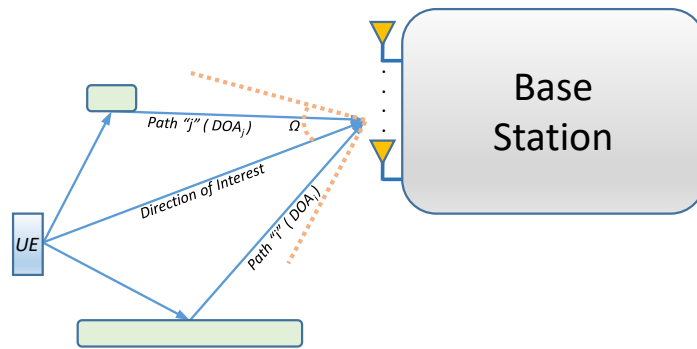 Base
Station
Path "j" ( DOAj)
Ω
Direction of Interest
Path "i" ( DOAi)
UE